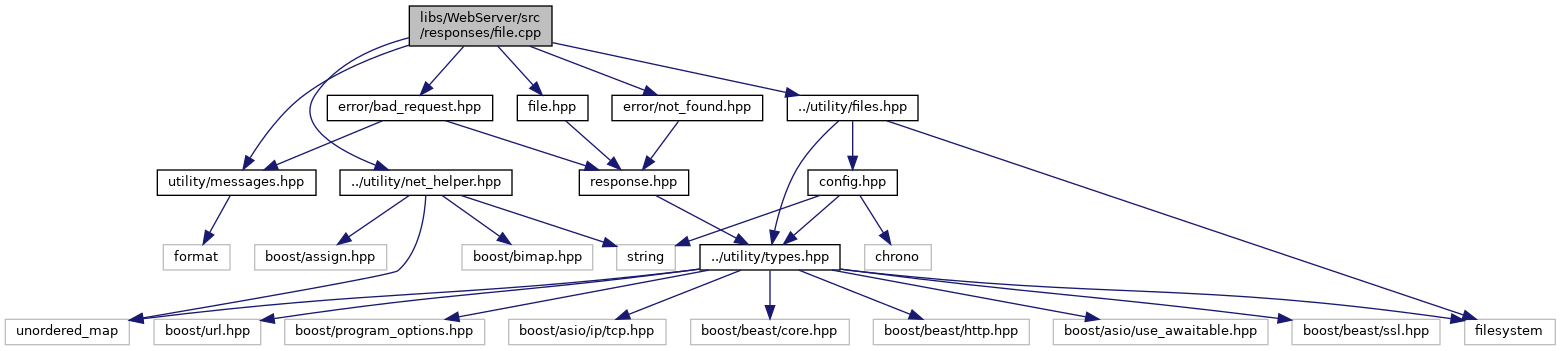 libs/WebServer/src
/responses/file.cpp
error/bad_request.hpp
file.hpp
error/not_found.hpp
../utility/files.hpp
utility/messages.hpp
../utility/net_helper.hpp
response.hpp
config.hpp
format
boost/assign.hpp
boost/bimap.hpp
string
../utility/types.hpp
chrono
unordered_map
boost/url.hpp
boost/program_options.hpp
boost/asio/ip/tcp.hpp
boost/beast/core.hpp
boost/beast/http.hpp
boost/asio/use_awaitable.hpp
boost/beast/ssl.hpp
filesystem